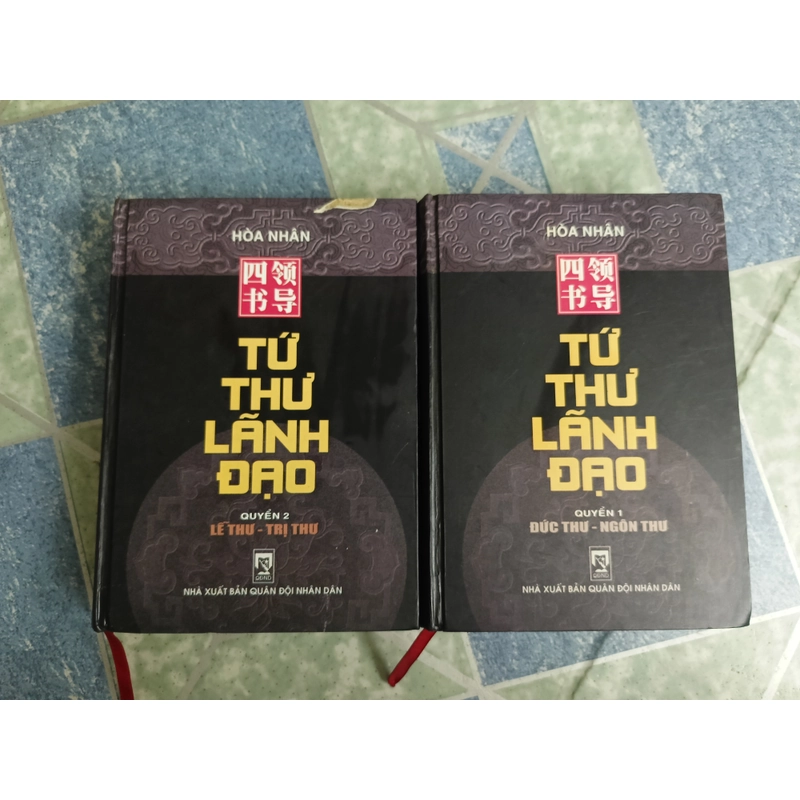 HÒA NHÂN
四领
书导
TỨ
THƯ
LÃNH
ĐẠO
QUYỂN 2
LỄ THƯ - TRỊ THƯ
QĐND
NHÀ XUẤT BẢN QUÂN ĐỘI NHÂN DÂN
HÒA NHÂN
四领
书导
TỨ
THƯ
LÃNH
ĐẠO
QUYỂN 1
ĐỨC THƯ - NGÔN THƯ
QĐND
NHÀ XUẤT BẢN QUÂN ĐỘI NHÂN DÂN